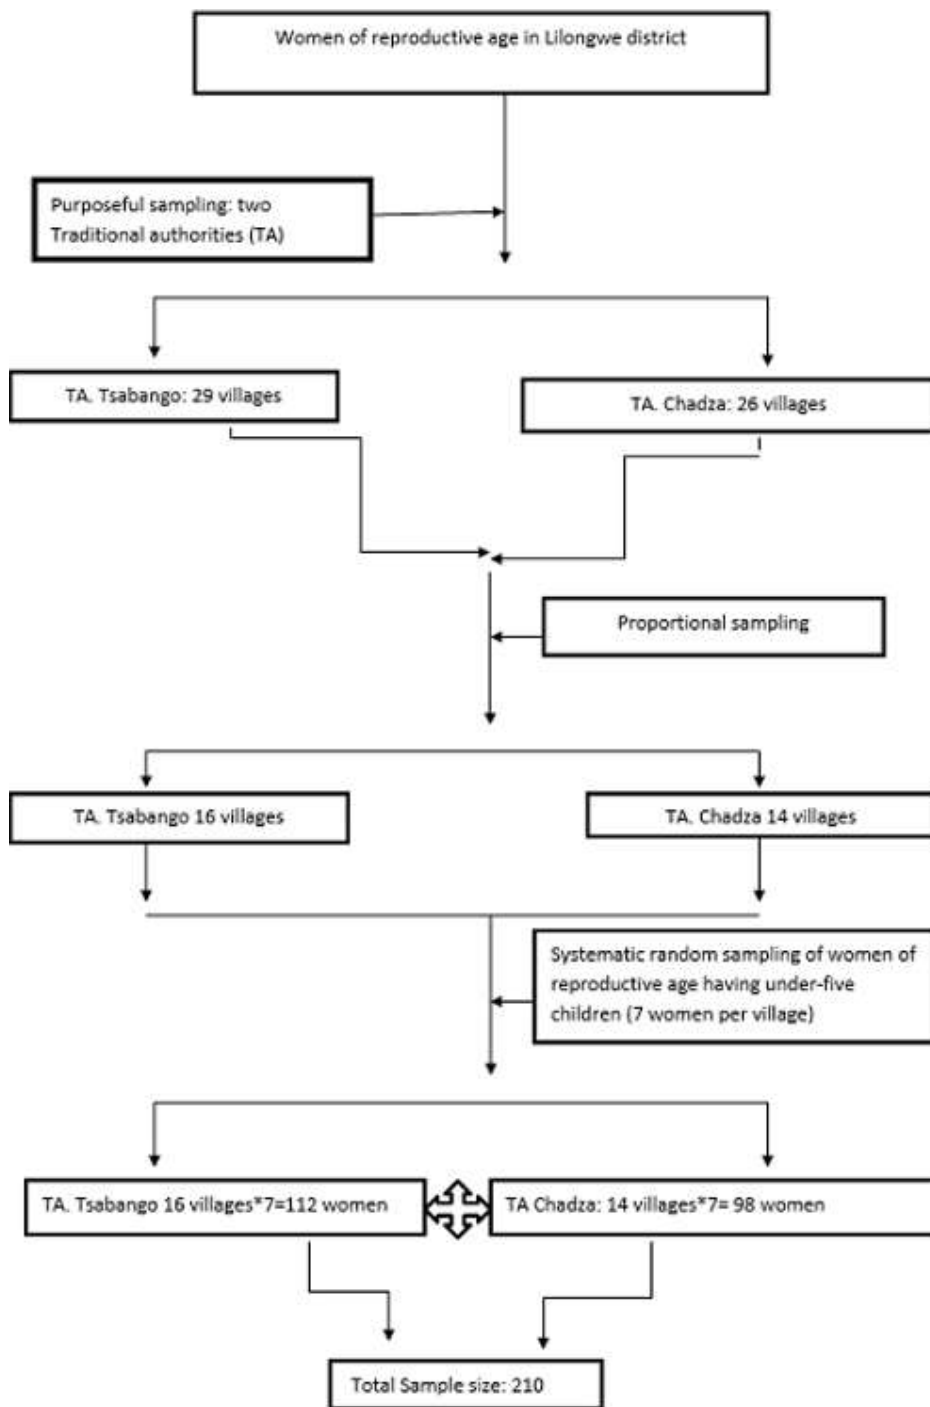 Women of reproductive age in Lilongwe district
Purposeful sampling: two
Traditional authorities (TA)
TA. Tsabango: 29 villages
TA. Chadza: 26 villages
Proportional sampling
TA. Tsabango 16 villages
TA. Chadza 14 villages
Systematic random sampling of women of
reproductive age having under-five
children (7 women per village)
TA. Tsabango 16 villages*7=112 women
TA Chadza: 14 villages*7= 98 women
Total Sample size: 210